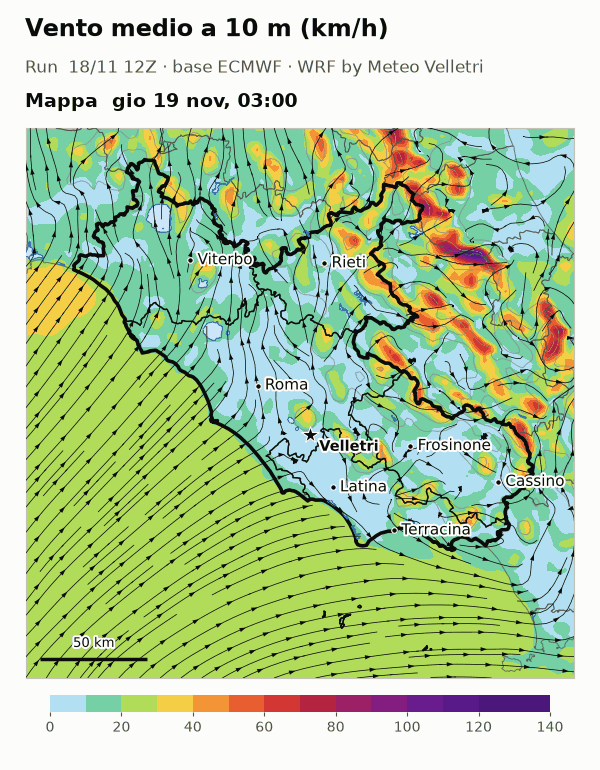 Vento medio a 10 m (km/h)
Run 18/11 12Z · base ECMWF · WRF by Meteo Velletri
Mappa gio 19 nov, 03:00
Viterbo
Rieti
Roma
Velletri
Frosinone
Latina
Cassino
Terracina
50 km
0 20 40 60 80 100 120 140